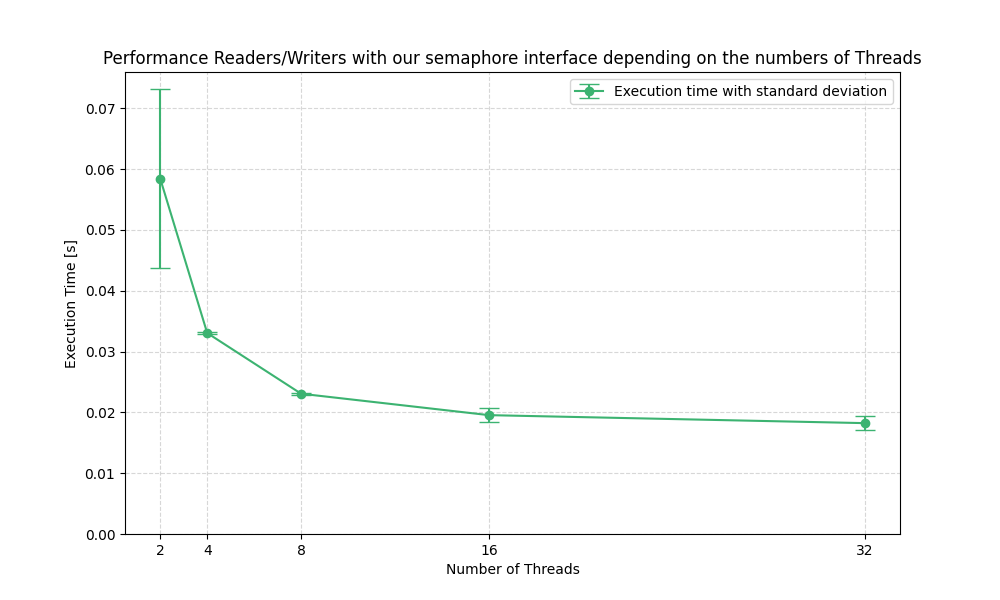 Performance Readers/Writers with our semaphore interface depending on the numbers of Threads
Execution time with standard deviation
0.07
0.06
0.05
0.04
0.03
0.02
0.01
0.00
Execution Time [s]
2 4 8 16 32
Number of Threads